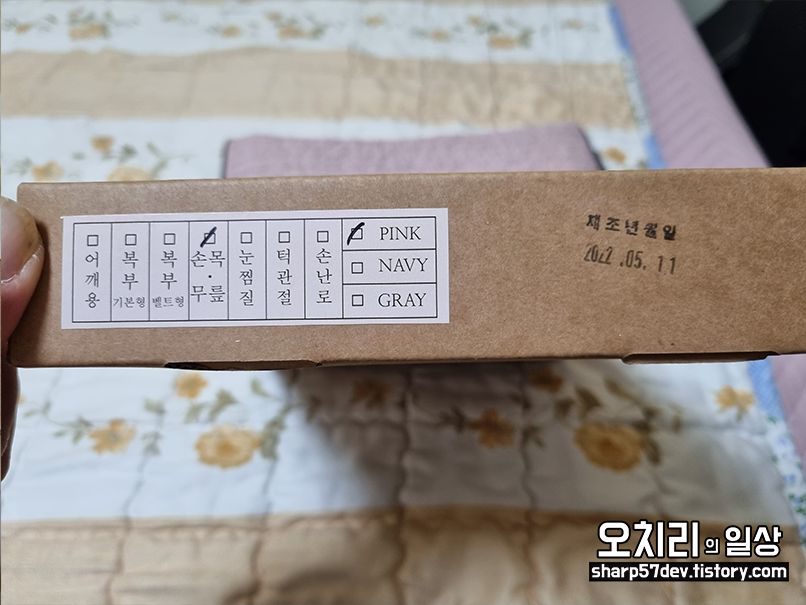 ☐ 어깨용
☐ 복부 기본형
☐ 복부 벨트형
☑ 손목·무릎
☐ 눈찜질
☐ 턱관절
☐ 손난로
☑ PINK
☐ NAVY
☐ GRAY
제조년월일
2022.05.11
오치리의 일상
sharp57dev.tistory.com